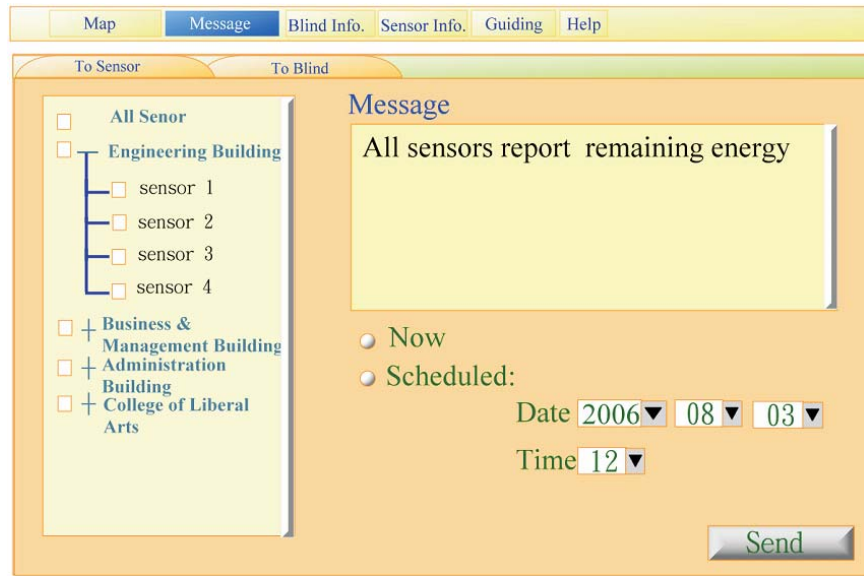 Map Message Blind Info. Sensor Info. Guiding Help
To Sensor To Blind
All Senor
Engineering Building
sensor 1
sensor 2
sensor 3
sensor 4
Business &
Management Building
Administration
Building
College of Liberal
Arts
Message
All sensors report remaining energy
Now
Scheduled:
Date 2006 08 03
Time 12
Send